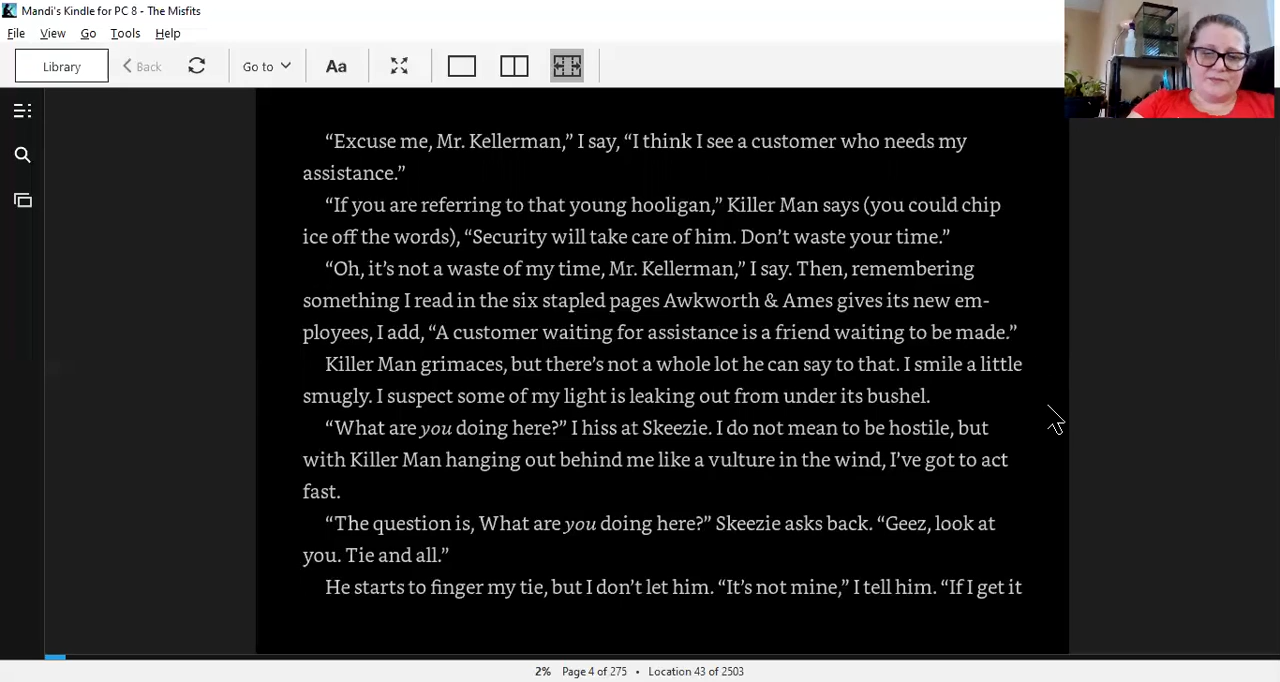 Mandi's Kindle for PC 8 - The Misfits
File View Go Tools Help
Library Back Go to Aa
“Excuse me, Mr. Kellerman,” I say, “I think I see a customer who needs my
assistance.”
“If you are referring to that young hooligan,” Killer Man says (you could chip
ice off the words), “Security will take care of him. Don’t waste your time.”
“Oh, it’s not a waste of my time, Mr. Kellerman,” I say. Then, remembering
something I read in the six stapled pages Awkworth & Ames gives its new em-
ployees, I add, “A customer waiting for assistance is a friend waiting to be made.”
Killer Man grimaces, but there’s not a whole lot he can say to that. I smile a little
smugly. I suspect some of my light is leaking out from under its bushel.
“What are you doing here?” I hiss at Skeezie. I do not mean to be hostile, but
with Killer Man hanging out behind me like a vulture in the wind, I’ve got to act
fast.
“The question is, What are you doing here?” Skeezie asks back. “Geez, look at
you. Tie and all.”
He starts to finger my tie, but I don’t let him. “It’s not mine,” I tell him. “If I get it
2% Page 4 of 275 • Location 43 of 2503